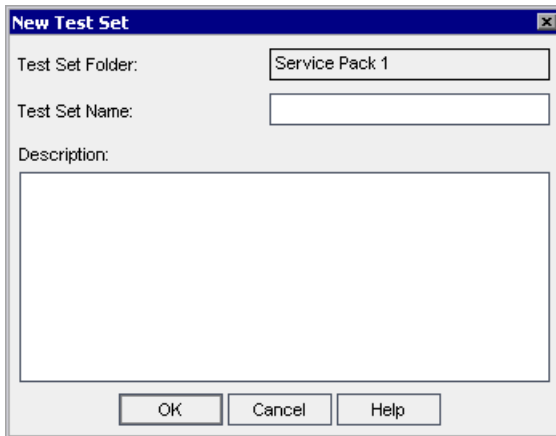 New Test Set
Test Set Folder: Service Pack 1
Test Set Name:
Description:
OK Cancel Help